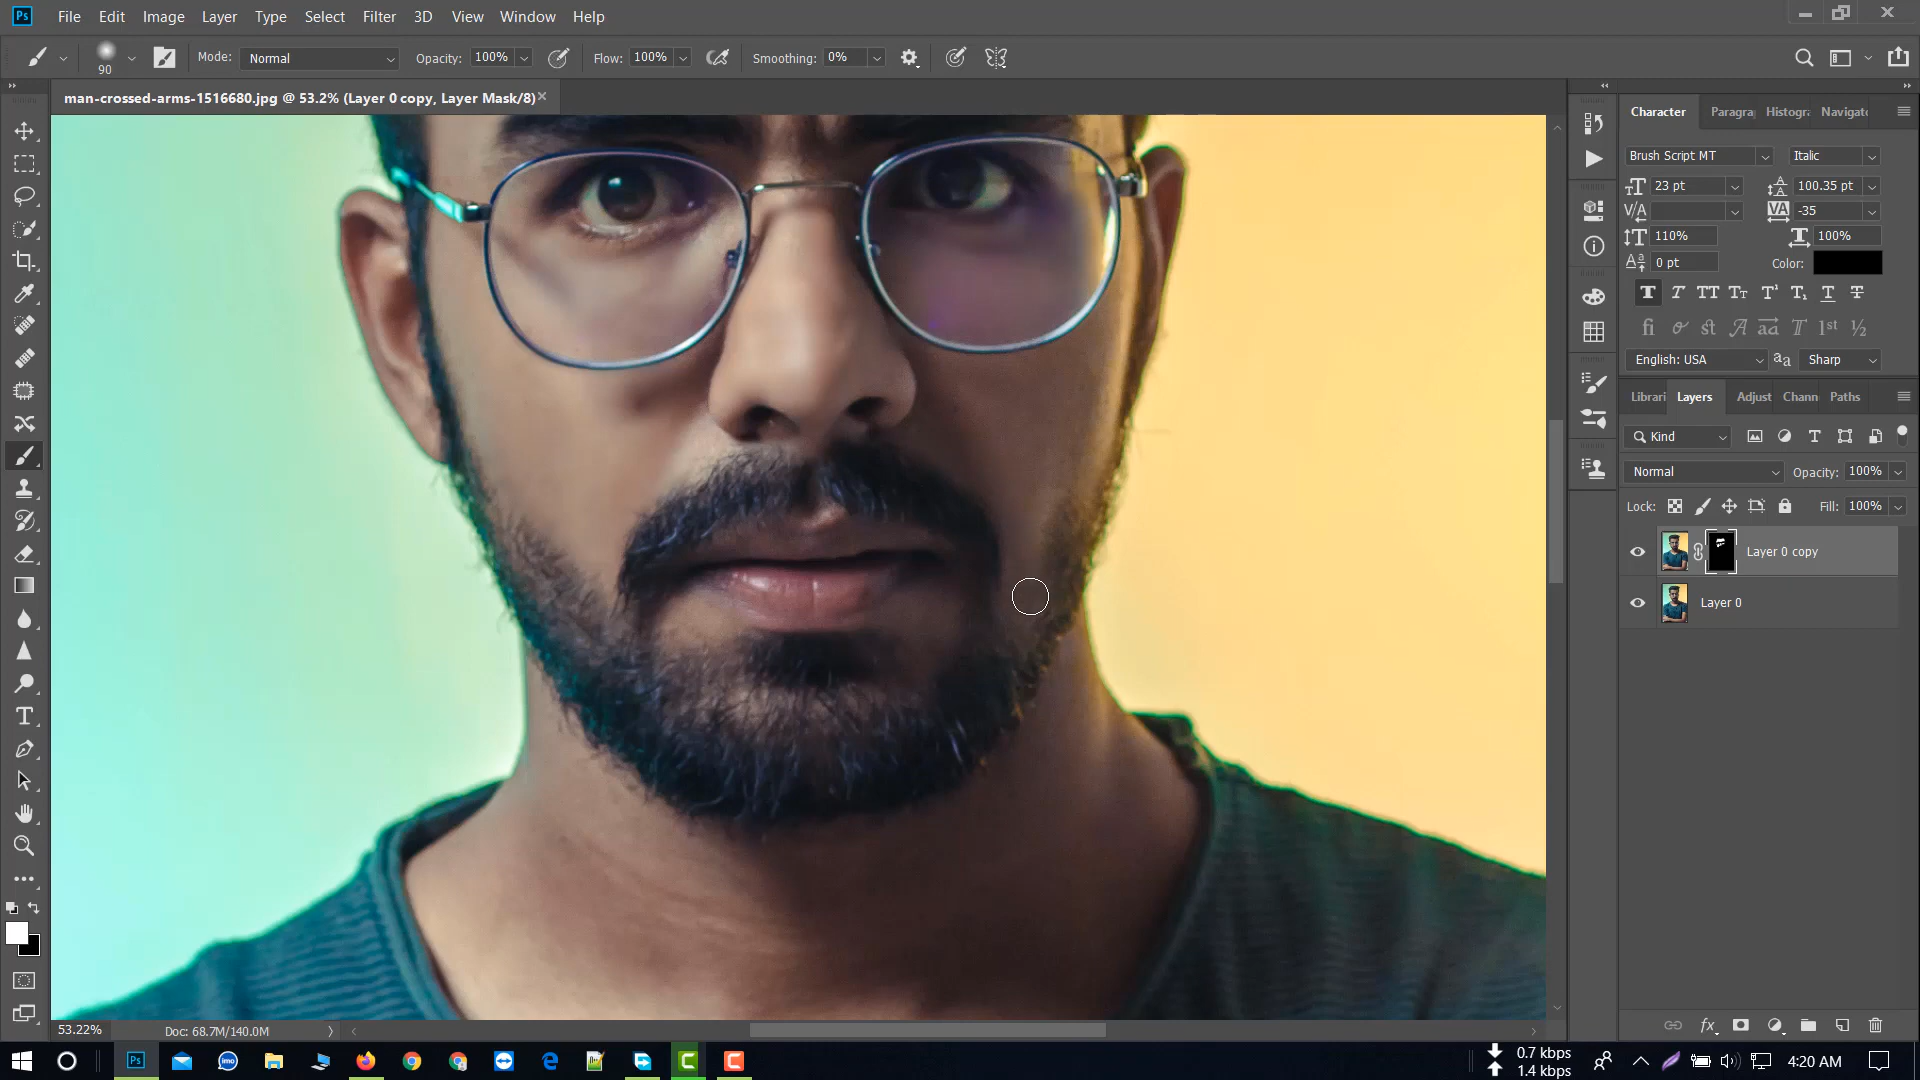 Ps File Edit Image Layer Type Select Filter 3D View Window Help
90 Mode: Normal Opacity: 100% Flow: 100% Smoothing: 0%
man-crossed-arms-1516680.jpg @ 53.2% (Layer 0 copy, Layer Mask/8)
Character Paragra Histogra Navigato
Brush Script MT Italic
23 pt 100.35 pt
-35
110% 100%
0 pt Color:
English: USA Sharp
Librari Layers Adjust Chann Paths
Kind
Normal Opacity: 100%
Lock: Fill: 100%
Layer 0 copy
Layer 0
53.22% Doc: 68.7M/140.0M
0.7 kbps
1.4 kbps
4:20 AM